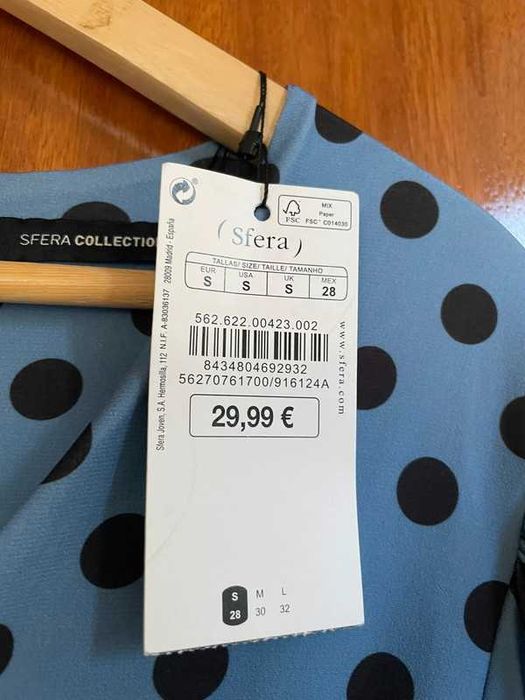 SFERA COLLECTIO
FSC
MIX
Paper
FSC™ C014035
( Sfera )
TALLAS/ SIZE/ TAILLE/ TAMANHO
EUR USA UK MEX
S S S 28
562.622.00423.002
8434804692932
56270761700/916124A
29,99 €
www.sfera.com
Sfera Joven, S.A. Hermosilla, 112 N.I.F. A-83036137 28009 Madrid - España
S M L
28 30 32